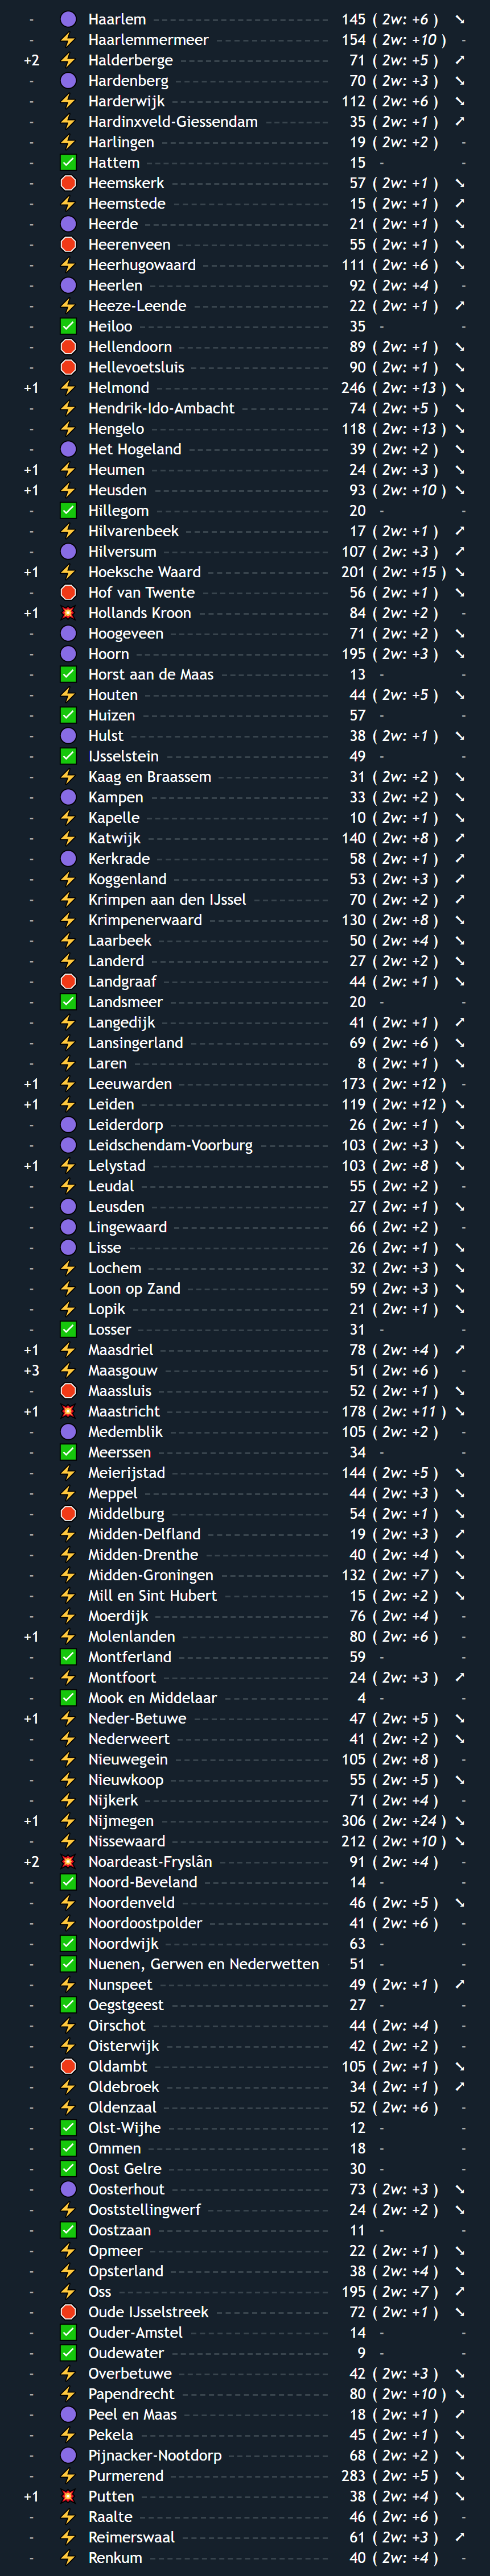 - Haarlem 145 ( 2w: +6 ) ↘
- Haarlemmermeer 154 ( 2w: +10 ) -
+2 Halderberge 71 ( 2w: +5 ) ↗
- Hardenberg 70 ( 2w: +3 ) ↘
- Harderwijk 112 ( 2w: +6 ) ↘
- Hardinxveld-Giessendam 35 ( 2w: +1 ) ↗
- Harlingen 19 ( 2w: +2 ) -
- Hattem 15 - -
- Heemskerk 57 ( 2w: +1 ) ↘
- Heemstede 15 ( 2w: +1 ) ↗
- Heerde 21 ( 2w: +1 ) ↘
- Heerenveen 55 ( 2w: +1 ) ↘
- Heerhugowaard 111 ( 2w: +6 ) ↘
- Heerlen 92 ( 2w: +4 ) -
- Heeze-Leende 22 ( 2w: +1 ) ↗
- Heiloo 35 - -
- Hellendoorn 89 ( 2w: +1 ) ↘
- Hellevoetsluis 90 ( 2w: +1 ) ↘
+1 Helmond 246 ( 2w: +13 ) ↘
- Hendrik-Ido-Ambacht 74 ( 2w: +5 ) ↘
- Hengelo 118 ( 2w: +13 ) ↘
- Het Hogeland 39 ( 2w: +2 ) ↘
+1 Heumen 24 ( 2w: +3 ) ↘
+1 Heusden 93 ( 2w: +10 ) ↘
- Hillegom 20 - -
- Hilvarenbeek 17 ( 2w: +1 ) ↗
- Hilversum 107 ( 2w: +3 ) ↗
+1 Hoeksche Waard 201 ( 2w: +15 ) ↘
- Hof van Twente 56 ( 2w: +1 ) ↘
+1 Hollands Kroon 84 ( 2w: +2 ) -
- Hoogeveen 71 ( 2w: +2 ) ↘
- Hoorn 195 ( 2w: +3 ) ↘
- Horst aan de Maas 13 - -
- Houten 44 ( 2w: +5 ) ↘
- Huizen 57 - -
- Hulst 38 ( 2w: +1 ) ↘
- IJsselstein 49 - -
- Kaag en Braassem 31 ( 2w: +2 ) ↘
- Kampen 33 ( 2w: +2 ) ↘
- Kapelle 10 ( 2w: +1 ) ↘
- Katwijk 140 ( 2w: +8 ) ↗
- Kerkrade 58 ( 2w: +1 ) ↗
- Koggenland 53 ( 2w: +3 ) ↗
- Krimpen aan den IJssel 70 ( 2w: +2 ) ↗
- Krimpenerwaard 130 ( 2w: +8 ) ↘
- Laarbeek 50 ( 2w: +4 ) ↘
- Landerd 27 ( 2w: +2 ) ↘
- Landgraaf 44 ( 2w: +1 ) ↘
- Landsmeer 20 - -
- Langedijk 41 ( 2w: +1 ) ↗
- Lansingerland 69 ( 2w: +6 ) ↘
- Laren 8 ( 2w: +1 ) ↘
+1 Leeuwarden 173 ( 2w: +12 ) -
+1 Leiden 119 ( 2w: +12 ) ↘
- Leiderdorp 26 ( 2w: +1 ) ↘
- Leidschendam-Voorburg 103 ( 2w: +3 ) ↘
+1 Lelystad 103 ( 2w: +8 ) ↘
- Leudal 55 ( 2w: +2 ) -
- Leusden 27 ( 2w: +1 ) ↘
- Lingewaard 66 ( 2w: +2 ) -
- Lisse 26 ( 2w: +1 ) ↘
- Lochem 32 ( 2w: +3 ) ↘
- Loon op Zand 59 ( 2w: +3 ) ↘
- Lopik 21 ( 2w: +1 ) ↘
- Losser 31 - -
+1 Maasdriel 78 ( 2w: +4 ) ↗
+3 Maasgouw 51 ( 2w: +6 ) -
- Maassluis 52 ( 2w: +1 ) ↘
+1 Maastricht 178 ( 2w: +11 ) ↘
- Medemblik 105 ( 2w: +2 ) -
- Meerssen 34 - -
- Meierijstad 144 ( 2w: +5 ) ↘
- Meppel 44 ( 2w: +3 ) ↘
- Middelburg 54 ( 2w: +1 ) ↘
- Midden-Delfland 19 ( 2w: +3 ) ↗
- Midden-Drenthe 40 ( 2w: +4 ) ↘
- Midden-Groningen 132 ( 2w: +7 ) ↘
- Mill en Sint Hubert 15 ( 2w: +2 ) ↘
- Moerdijk 76 ( 2w: +4 ) -
+1 Molenlanden 80 ( 2w: +6 ) -
- Montferland 59 - -
- Montfoort 24 ( 2w: +3 ) ↗
- Mook en Middelaar 4 - -
+1 Neder-Betuwe 47 ( 2w: +5 ) ↘
- Nederweert 41 ( 2w: +2 ) ↘
- Nieuwegein 105 ( 2w: +8 ) -
- Nieuwkoop 55 ( 2w: +5 ) ↘
- Nijkerk 71 ( 2w: +4 ) -
+1 Nijmegen 306 ( 2w: +24 ) ↘
- Nissewaard 212 ( 2w: +10 ) ↘
+2 Noardeast-Fryslân 91 ( 2w: +4 ) -
- Noord-Beveland 14 - -
- Noordenveld 46 ( 2w: +5 ) ↘
- Noordoostpolder 41 ( 2w: +6 ) -
- Noordwijk 63 - -
- Nuenen, Gerwen en Nederwetten 51 - -
- Nunspeet 49 ( 2w: +1 ) ↗
- Oegstgeest 27 - -
- Oirschot 44 ( 2w: +4 ) -
- Oisterwijk 42 ( 2w: +2 ) -
- Oldambt 105 ( 2w: +1 ) ↘
- Oldebroek 34 ( 2w: +1 ) ↗
- Oldenzaal 52 ( 2w: +6 ) -
- Olst-Wijhe 12 - -
- Ommen 18 - -
- Oost Gelre 30 - -
- Oosterhout 73 ( 2w: +3 ) ↘
- Ooststellingwerf 24 ( 2w: +2 ) ↘
- Oostzaan 11 - -
- Opmeer 22 ( 2w: +1 ) ↘
- Opsterland 38 ( 2w: +4 ) ↘
- Oss 195 ( 2w: +7 ) ↗
- Oude IJsselstreek 72 ( 2w: +1 ) ↘
- Ouder-Amstel 14 - -
- Oudewater 9 - -
- Overbetuwe 42 ( 2w: +3 ) ↘
- Papendrecht 80 ( 2w: +10 ) ↘
- Peel en Maas 18 ( 2w: +1 ) ↗
- Pekela 45 ( 2w: +1 ) ↘
- Pijnacker-Nootdorp 68 ( 2w: +2 ) ↘
- Purmerend 283 ( 2w: +5 ) ↘
+1 Putten 38 ( 2w: +4 ) ↘
- Raalte 46 ( 2w: +6 ) -
- Reimerswaal 61 ( 2w: +3 ) ↗
- Renkum 40 ( 2w: +4 ) -